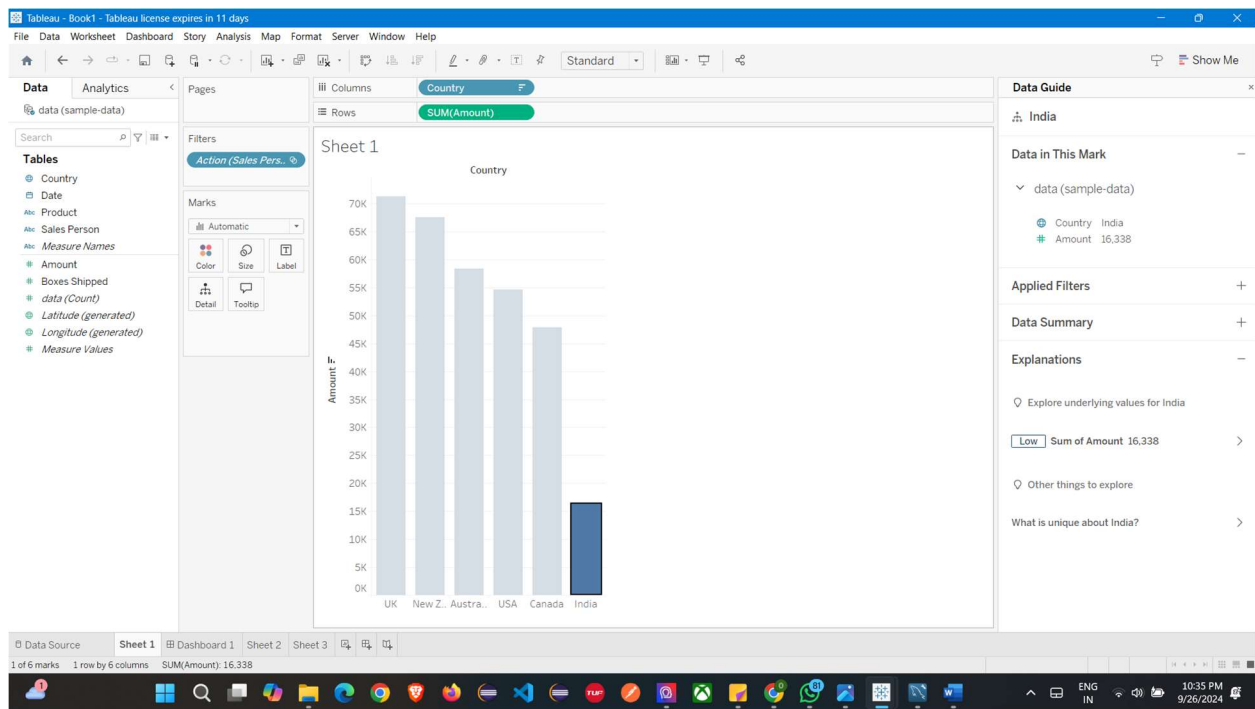 Tableau - Book1 - Tableau license expires in 11 days
File Data Worksheet Dashboard Story Analysis Map Format Server Window Help
Standard
Show Me
Data Analytics
data (sample-data)
Search
Tables
Country
Date
Abc Product
Abc Sales Person
Abc Measure Names
# Amount
# Boxes Shipped
# data (Count)
Latitude (generated)
Longitude (generated)
# Measure Values
Pages
Filters
Action (Sales Pers..
Marks
Automatic
Color Size Label
Detail Tooltip
Columns Country
Rows SUM(Amount)
Sheet 1
Country
Amount
70K
65K
60K
55K
50K
45K
40K
35K
30K
25K
20K
15K
10K
5K
0K
UK New Z.. Austra.. USA Canada India
Data Guide
India
Data in This Mark
data (sample-data)
Country India
# Amount 16,338
Applied Filters
Data Summary
Explanations
Explore underlying values for India
Low Sum of Amount 16,338
Other things to explore
What is unique about India?
Data Source Sheet 1 Dashboard 1 Sheet 2 Sheet 3
1 of 6 marks 1 row by 6 columns SUM(Amount): 16,338
1
TUF
0
81
W
ENG
IN
10:35 PM
9/26/2024